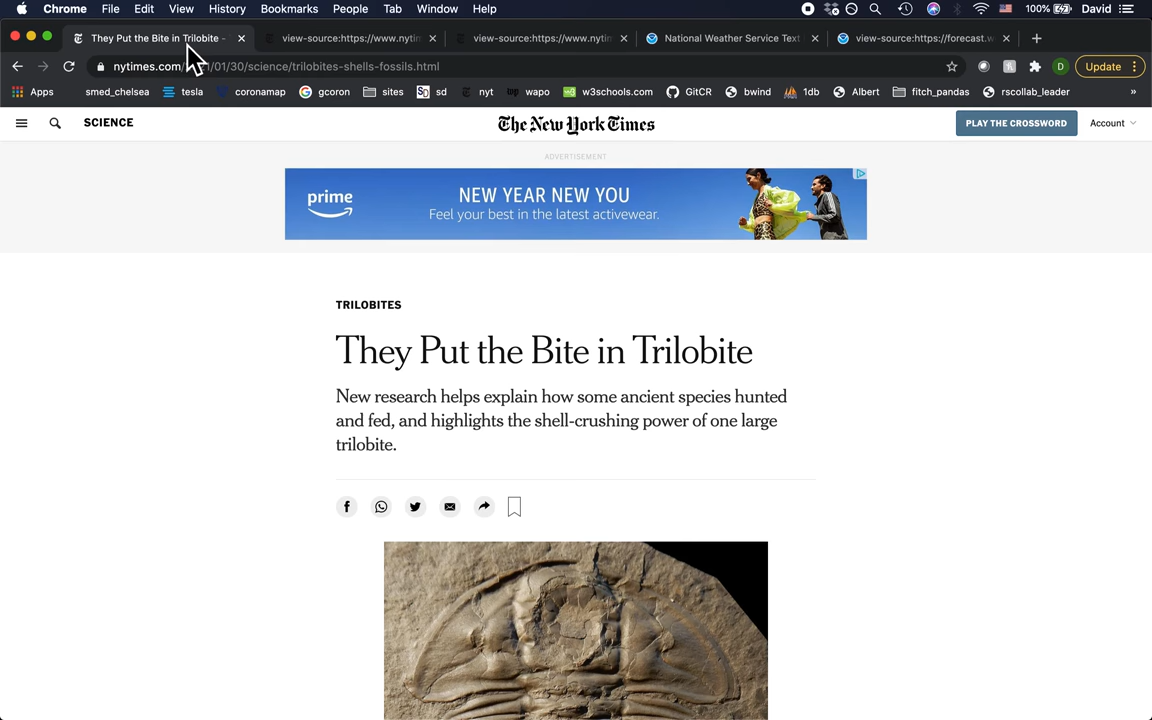 Chrome File Edit View History Bookmarks People Tab Window Help 100% David
They Put the Bite in Trilobite - view-source:https://www.nytim view-source:https://www.nytim National Weather Service Text view-source:https://forecast.w
nytimes.com/ /01/30/science/trilobites-shells-fossils.html D Update
Apps smed_chelsea tesla coronamap gcoron sites sd nyt wapo w3schools.com GitCR bwind 1db Albert fitch_pandas rscollab_leader »
SCIENCE The New York Times PLAY THE CROSSWORD Account
ADVERTISEMENT
prime NEW YEAR NEW YOU
Feel your best in the latest activewear.
TRILOBITES
They Put the Bite in Trilobite
New research helps explain how some ancient species hunted
and fed, and highlights the shell-crushing power of one large
trilobite.